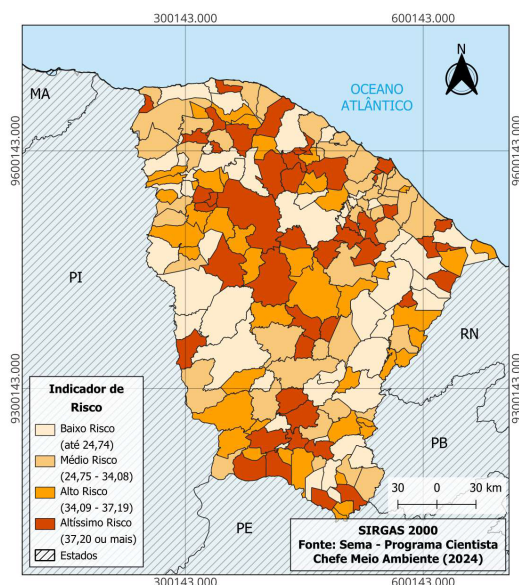 300143.000 600143.000
N
MA
OCEANO
ATLÂNTICO
9600143.000 9600143.000
PI
RN
9300143.000 9300143.000
Indicador de
Risco
Baixo Risco
(até 24,74)
Médio Risco
(24,75 - 34,08)
Alto Risco
(34,09 - 37,19)
Altíssimo Risco
(37,20 ou mais)
Estados
PB
30 0 30 km
PE
SIRGAS 2000
Fonte: Sema - Programa Cientista
Chefe Meio Ambiente (2024)
300143.000 600143.000